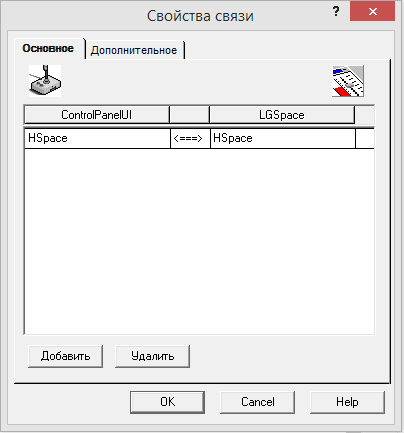 Свойства связи
?
Основное Дополнительное
ControlPanelUI LGSpace
HSpace <===> HSpace
Добавить Удалить
OK Cancel Help